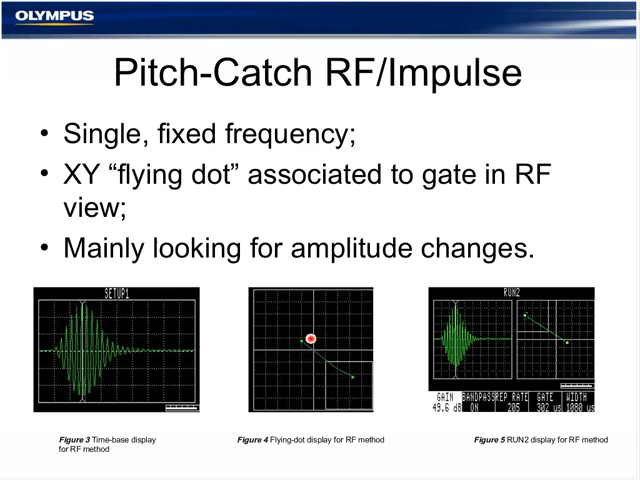 OLYMPUS
Pitch-Catch RF/Impulse
• Single, fixed frequency;
• XY “flying dot” associated to gate in RF
view;
• Mainly looking for amplitude changes.
SETUP1
RUN2
GAIN BANDPASS REP RATE GATE WIDTH
49.6 dB ON 205 302 us 1080 us
Figure 3 Time-base display
for RF method
Figure 4 Flying-dot display for RF method
Figure 5 RUN2 display for RF method